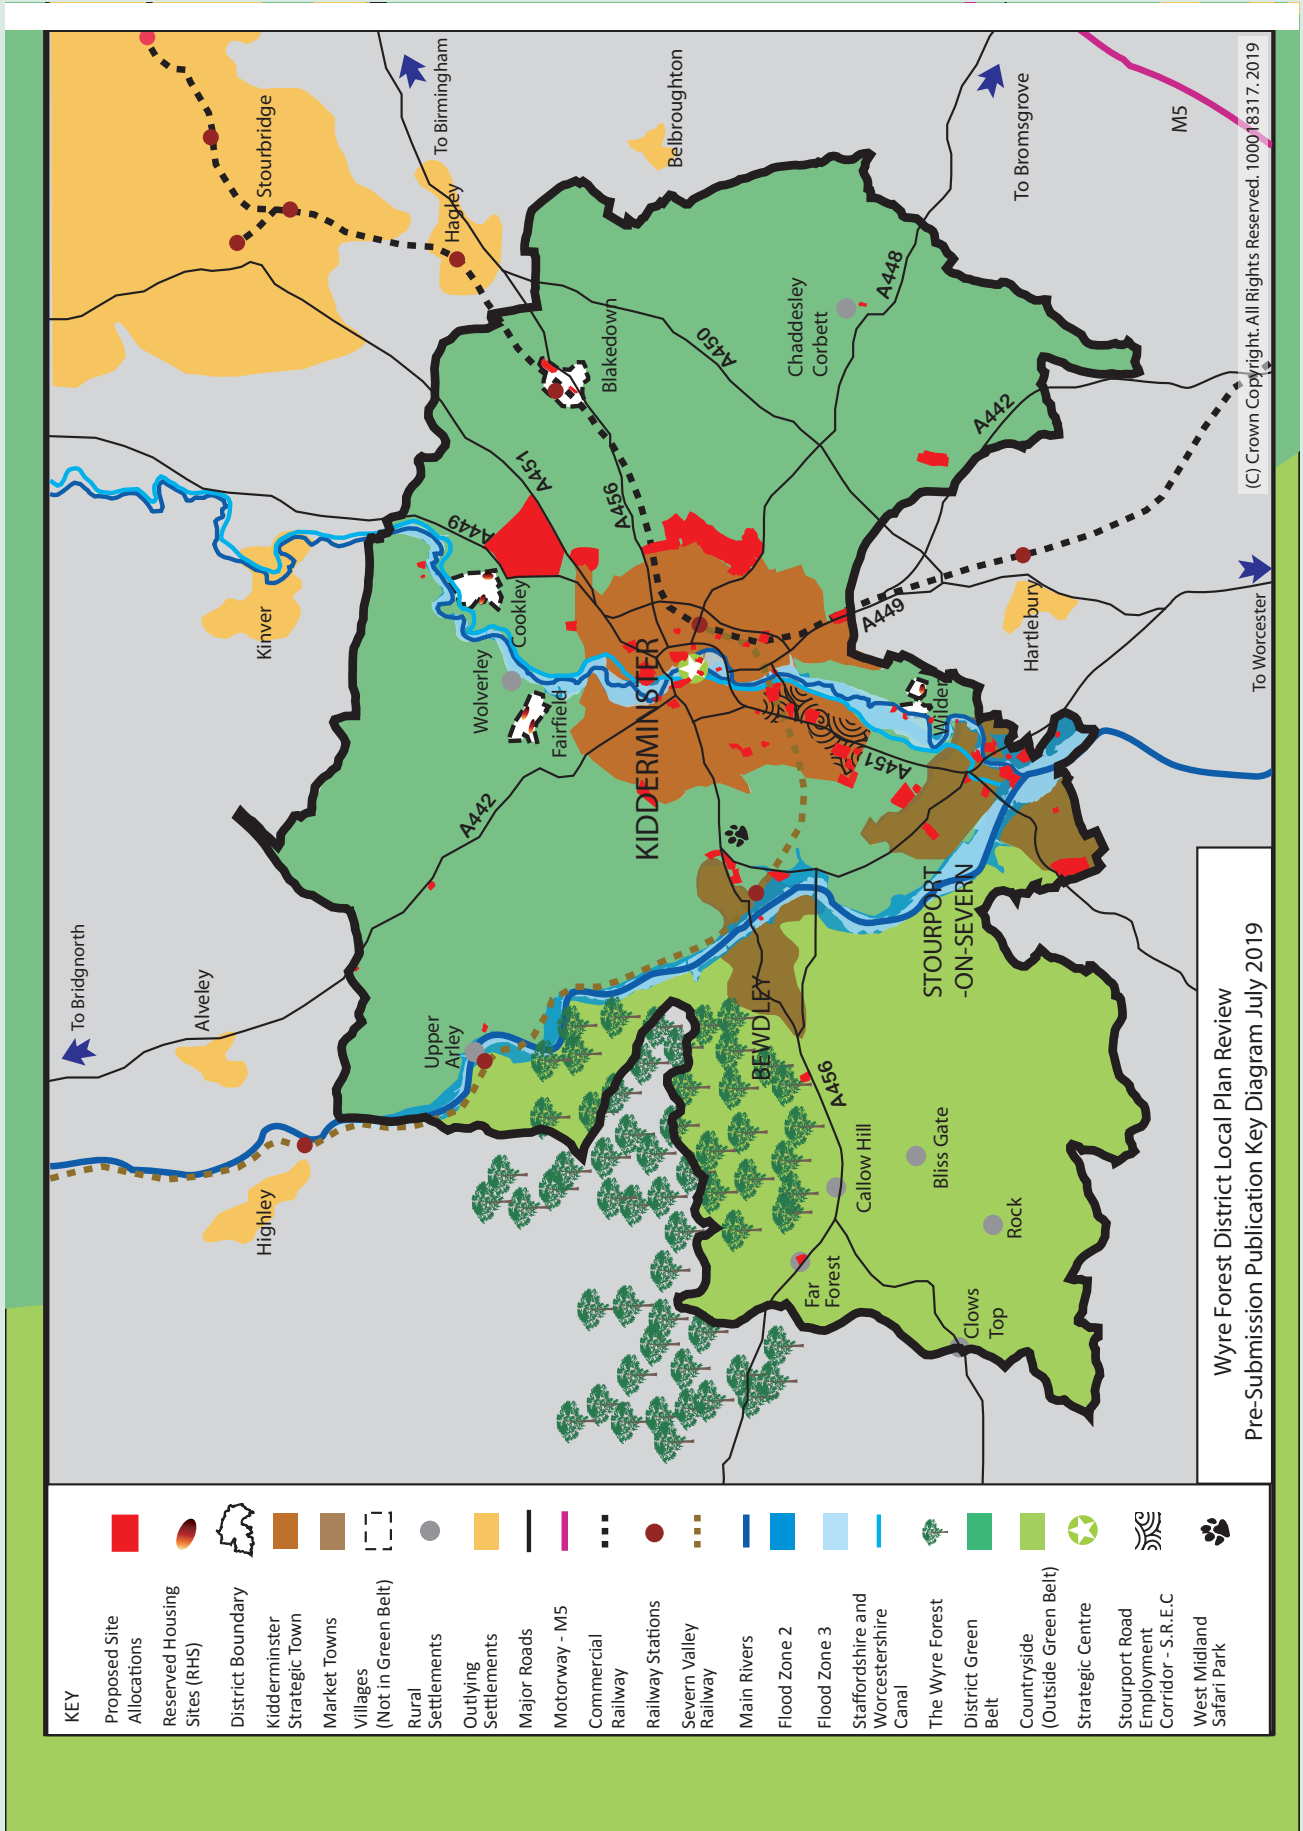 KEY
Proposed Site
Allocations
Reserved Housing
Sites (RHS)
District Boundary
Kidderminster
Strategic Town
Market Towns
Villages
(Not in Green Belt)
Rural
Settlements
Outlying
Settlements
Major Roads
Motorway - M5
Commercial
Railway
Railway Stations
Severn Valley
Railway
Main Rivers
Flood Zone 2
Flood Zone 3
Staffordshire and
Worcestershire
Canal
The Wyre Forest
District Green
Belt
Countryside
(Outside Green Belt)
Strategic Centre
Stourport Road
Employment
Corridor - S.R.E.C
West Midland
Safari Park
To Bridgnorth
Alveley
Highley
Kinver
Stourbridge
To Birmingham
Hagley
Belbroughton
To Bromsgrove
M5
Upper
Arley
A442
Wolverley
Fairfield
Cookley
A449
A451
A456
Blakedown
A450
Chaddesley
Corbett
A448
A442
KIDDERMINSTER
A449
Hartlebury
To Worcester
Wilden
A451
STOURPORT
-ON-SEVERN
BEWDLEY
A456
Callow Hill
Bliss Gate
Rock
Far
Forest
Clows
Top
Wyre Forest District Local Plan Review
Pre-Submission Publication Key Diagram July 2019
(C) Crown Copyright. All Rights Reserved. 100018317. 2019